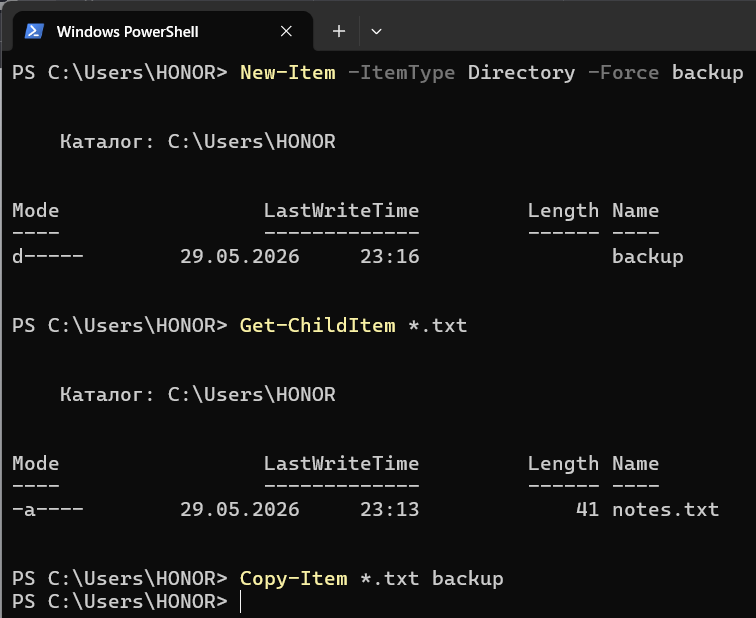 Windows PowerShell
PS C:\Users\HONOR> New-Item -ItemType Directory -Force backup
Каталог: C:\Users\HONOR
Mode LastWriteTime Length Name
---- ------------- ------ ----
d----- 29.05.2026 23:16 backup
PS C:\Users\HONOR> Get-ChildItem *.txt
Каталог: C:\Users\HONOR
Mode LastWriteTime Length Name
---- ------------- ------ ----
-a---- 29.05.2026 23:13 41 notes.txt
PS C:\Users\HONOR> Copy-Item *.txt backup
PS C:\Users\HONOR>